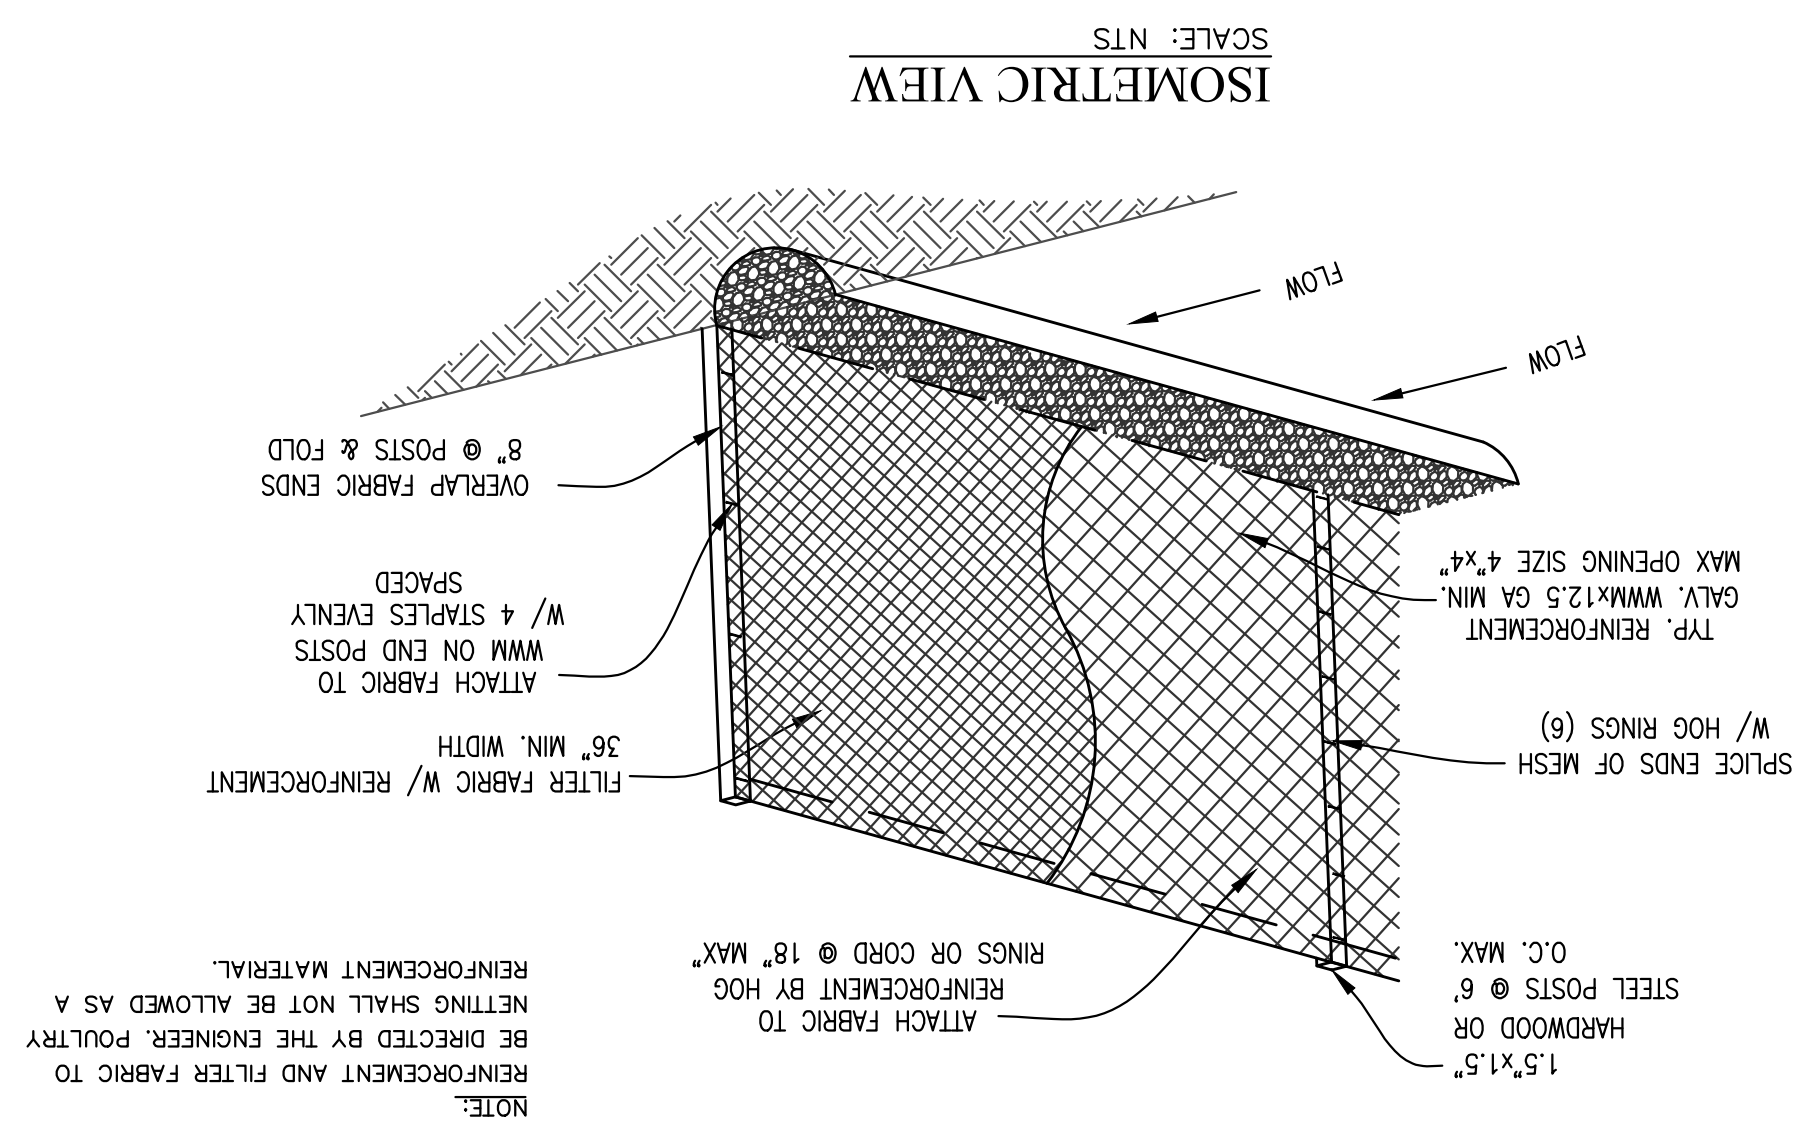 NOTE:
REINFORCEMENT AND FILTER FABRIC TO
BE DIRECTED BY THE ENGINEER. POULTRY
NETTING SHALL NOT BE ALLOWED AS A
REINFORCEMENT MATERIAL.
1.5"x1.5"
HARDWOOD OR
STEEL POSTS @ 6'
O.C. MAX.
ATTACH FABRIC TO
REINFORCEMENT BY HOG
RINGS OR CORD @ 18" MAX"
SPLICE ENDS OF MESH
W/ HOG RINGS (6)
FILTER FABRIC W/ REINFORCEMENT
36" MIN. WIDTH
TYP. REINFORCEMENT
GALV. WWMx12.5 GA MIN.
MAX OPENING SIZE 4"x4"
ATTACH FABRIC TO
WWM ON END POSTS
W/ 4 STAPLES EVENLY
SPACED
OVERLAP FABRIC ENDS
8" @ POSTS & FOLD
FLOW
FLOW
ISOMETRIC VIEW
SCALE: NTS